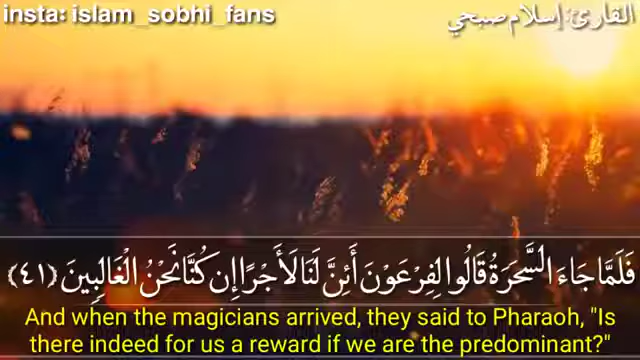 insta: islam_sobhi_fans
القارئ: إسلام صبحي
فَلَمَّا جَاءَ السَّحَرَةُ قَالُوا لِفِرْعَوْنَ أَئِنَّ لَنَا لَأَجْرًا إِن كُنَّا نَحْنُ الْغَالِبِينَ (٤١)
And when the magicians arrived, they said to Pharaoh, "Is
there indeed for us a reward if we are the predominant?"